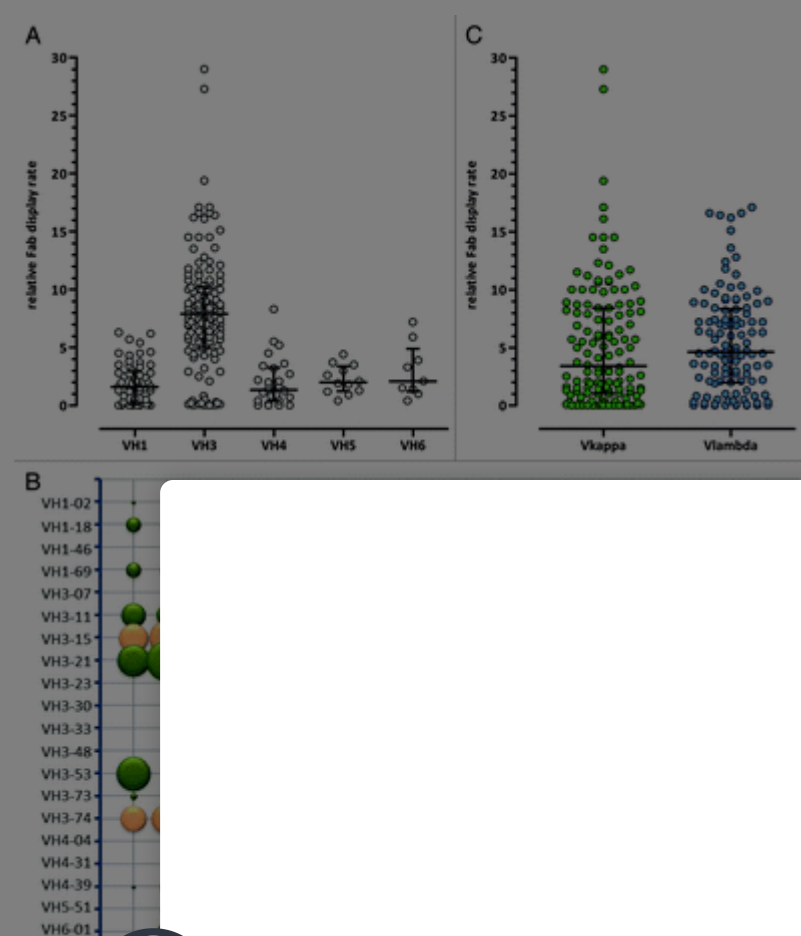 A
30
25
20
15
10
5
0
relative Fab display rate
VH1 VH3 VH4 VH5 VH6
C
30
25
20
15
10
5
0
relative Fab display rate
Vkappa Vlambda
B
VH1-02
VH1-18
VH1-46
VH1-69
VH3-07
VH3-11
VH3-15
VH3-21
VH3-23
VH3-30
VH3-33
VH3-48
VH3-53
VH3-73
VH3-74
VH4-04
VH4-31
VH4-39
VH5-51
VH6-01